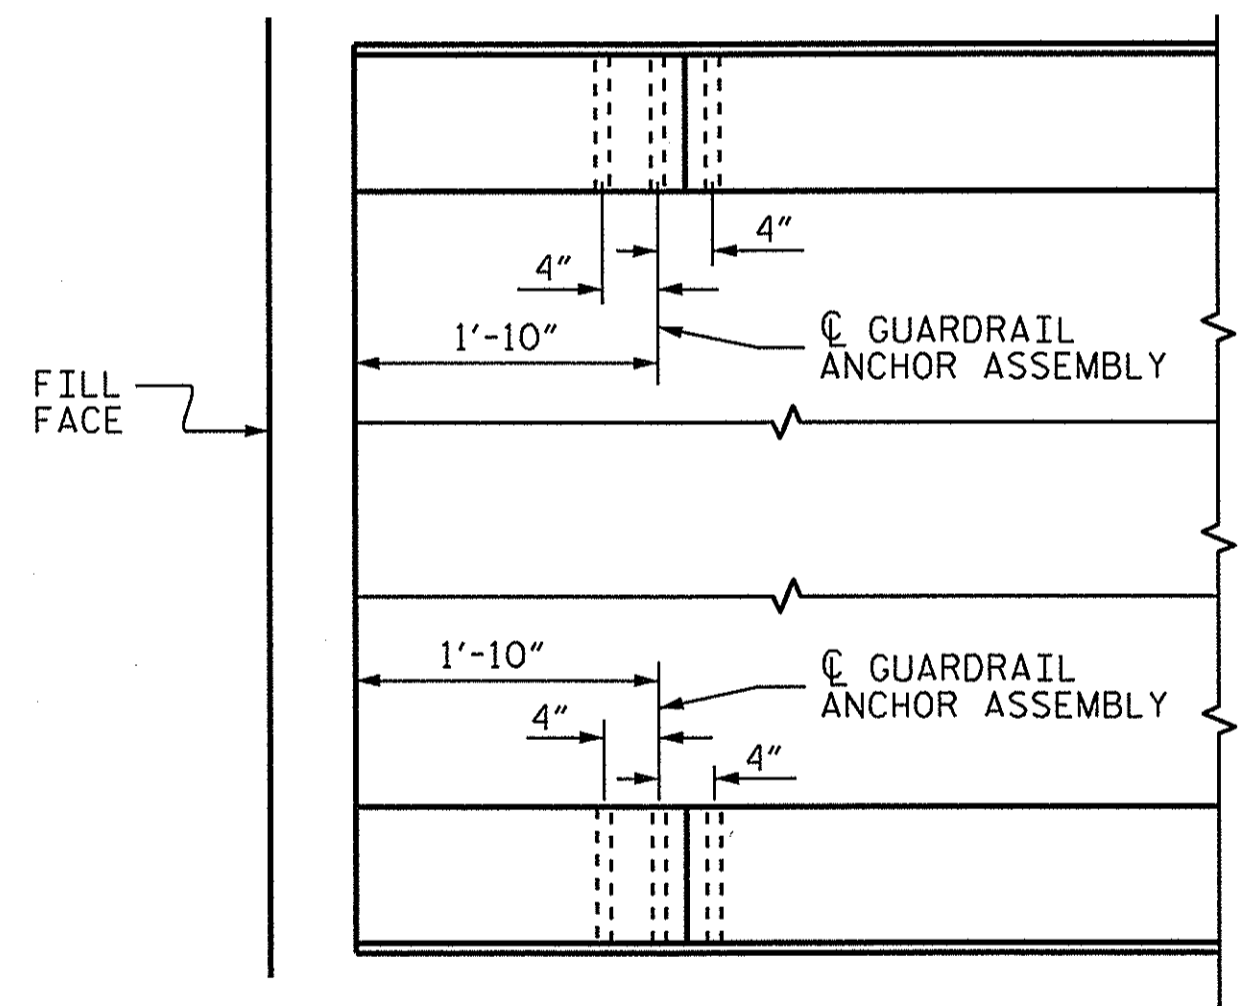 4"
4"
1'-10"
℄ GUARDRAIL
ANCHOR ASSEMBLY
FILL
FACE
1'-10"
℄ GUARDRAIL
ANCHOR ASSEMBLY
4"
4"